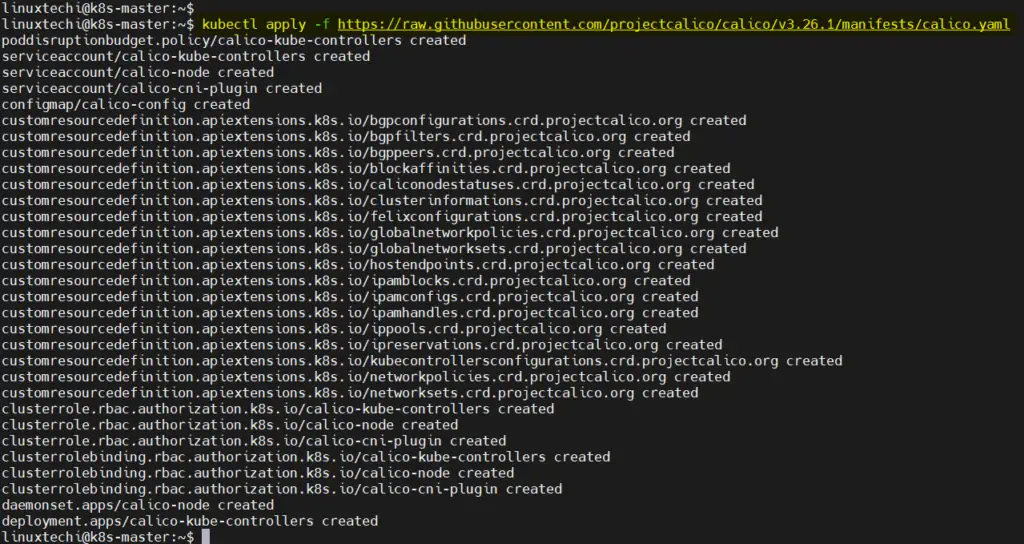 linuxtechi@k8s-master:~$
linuxtechi@k8s-master:~$ kubectl apply -f https://raw.githubusercontent.com/projectcalico/calico/v3.26.1/manifests/calico.yaml
poddisruptionbudget.policy/calico-kube-controllers created
serviceaccount/calico-kube-controllers created
serviceaccount/calico-node created
serviceaccount/calico-cni-plugin created
configmap/calico-config created
customresourcedefinition.apiextensions.k8s.io/bgpconfigurations.crd.projectcalico.org created
customresourcedefinition.apiextensions.k8s.io/bgpfilters.crd.projectcalico.org created
customresourcedefinition.apiextensions.k8s.io/bgppeers.crd.projectcalico.org created
customresourcedefinition.apiextensions.k8s.io/blockaffinities.crd.projectcalico.org created
customresourcedefinition.apiextensions.k8s.io/caliconodestatuses.crd.projectcalico.org created
customresourcedefinition.apiextensions.k8s.io/clusterinformations.crd.projectcalico.org created
customresourcedefinition.apiextensions.k8s.io/felixconfigurations.crd.projectcalico.org created
customresourcedefinition.apiextensions.k8s.io/globalnetworkpolicies.crd.projectcalico.org created
customresourcedefinition.apiextensions.k8s.io/globalnetworksets.crd.projectcalico.org created
customresourcedefinition.apiextensions.k8s.io/hostendpoints.crd.projectcalico.org created
customresourcedefinition.apiextensions.k8s.io/ipamblocks.crd.projectcalico.org created
customresourcedefinition.apiextensions.k8s.io/ipamconfigs.crd.projectcalico.org created
customresourcedefinition.apiextensions.k8s.io/ipamhandles.crd.projectcalico.org created
customresourcedefinition.apiextensions.k8s.io/ippools.crd.projectcalico.org created
customresourcedefinition.apiextensions.k8s.io/ipreservations.crd.projectcalico.org created
customresourcedefinition.apiextensions.k8s.io/kubecontrollersconfigurations.crd.projectcalico.org created
customresourcedefinition.apiextensions.k8s.io/networkpolicies.crd.projectcalico.org created
customresourcedefinition.apiextensions.k8s.io/networksets.crd.projectcalico.org created
clusterrole.rbac.authorization.k8s.io/calico-kube-controllers created
clusterrole.rbac.authorization.k8s.io/calico-node created
clusterrole.rbac.authorization.k8s.io/calico-cni-plugin created
clusterrolebinding.rbac.authorization.k8s.io/calico-kube-controllers created
clusterrolebinding.rbac.authorization.k8s.io/calico-node created
clusterrolebinding.rbac.authorization.k8s.io/calico-cni-plugin created
daemonset.apps/calico-node created
deployment.apps/calico-kube-controllers created
linuxtechi@k8s-master:~$